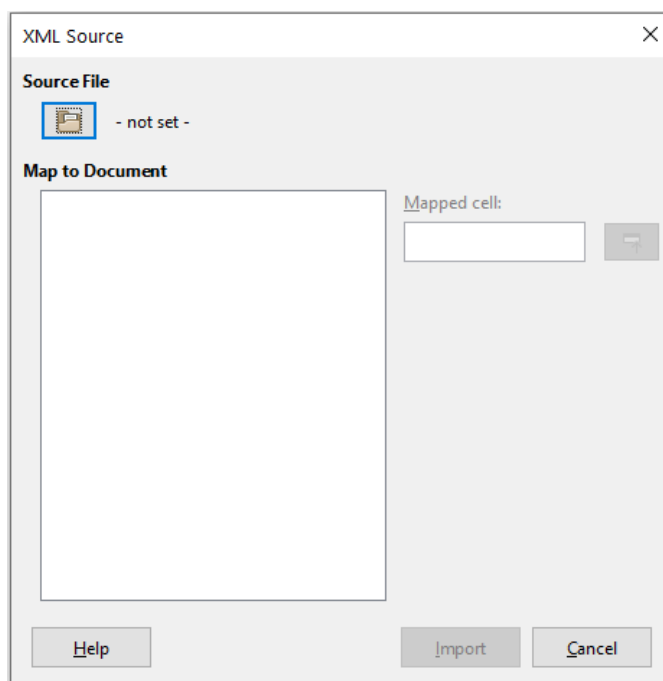 XML Source
Source File
- not set -
Map to Document
Mapped cell:
Help
Import
Cancel